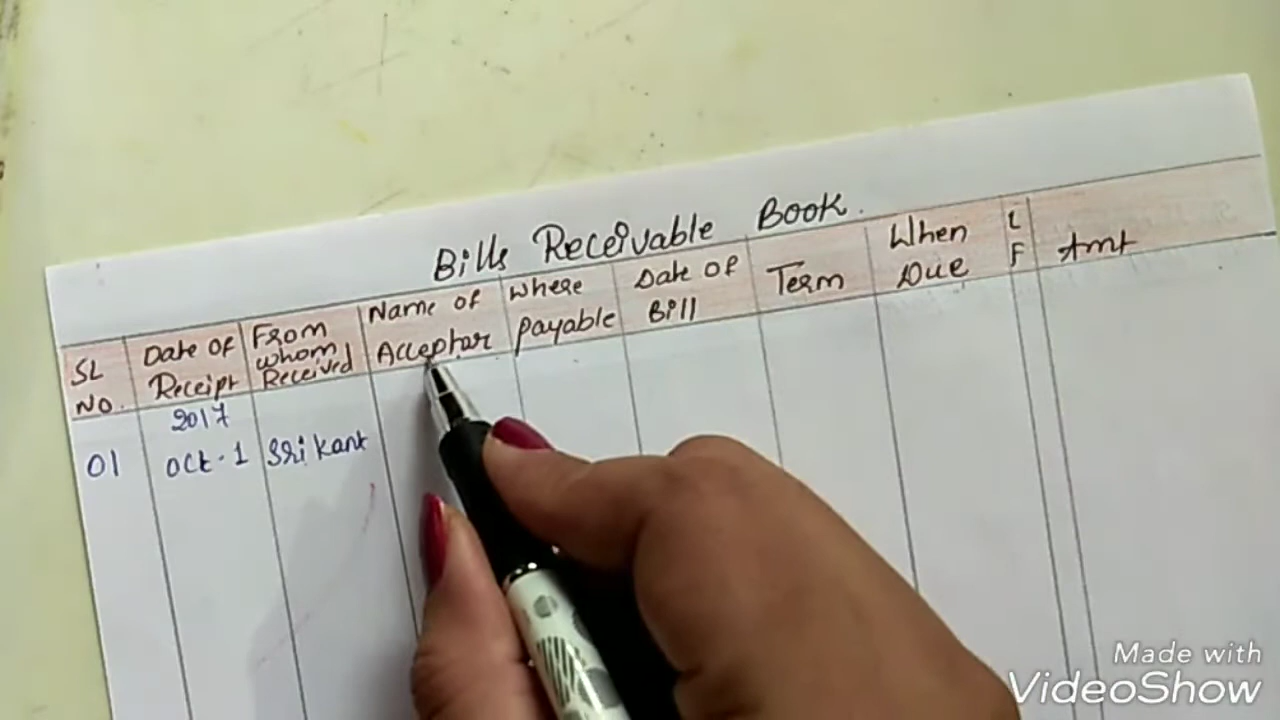 Bills Receivable Book.
SL No.
Date Of Receipt
From whom Received
Name Of Acceptor
Where Payable
Date Of Bill
Term
When Due
L F
Amt
2017
01 Oct. 1 Srikant
Made with
VideoShow